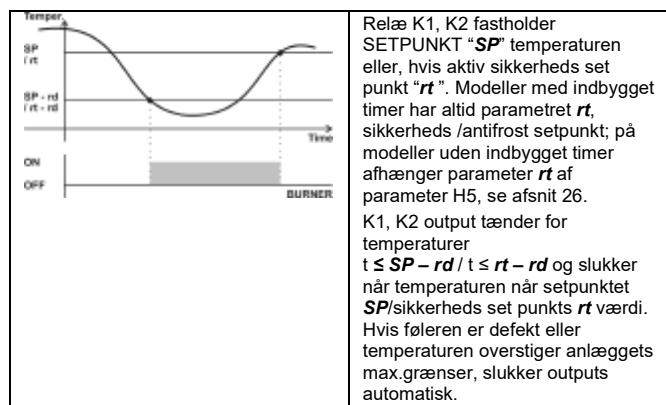 Temper.
SP
/ rt
SP - rd
/ rt - rd
Time
ON
OFF
BURNER
Relæ K1, K2 fastholder
SETPUNKT “SP” temperaturen
eller, hvis aktiv sikkerheds set
punkt “rt ”. Modeller med indbygget
timer har altid parametret rt,
sikkerheds /antifrost setpunkt; på
modeller uden indbygget timer
afhænger parameter rt af
parameter H5, se afsnit 26.
K1, K2 output tænder for
temperaturer
t ≤ SP – rd / t ≤ rt – rd og slukker
når temperaturen når setpunktet
SP/sikkerheds set punkts rt værdi.
Hvis føleren er defekt eller
temperaturen overstiger anlæggets
max.grænser, slukker outputs
automatisk.